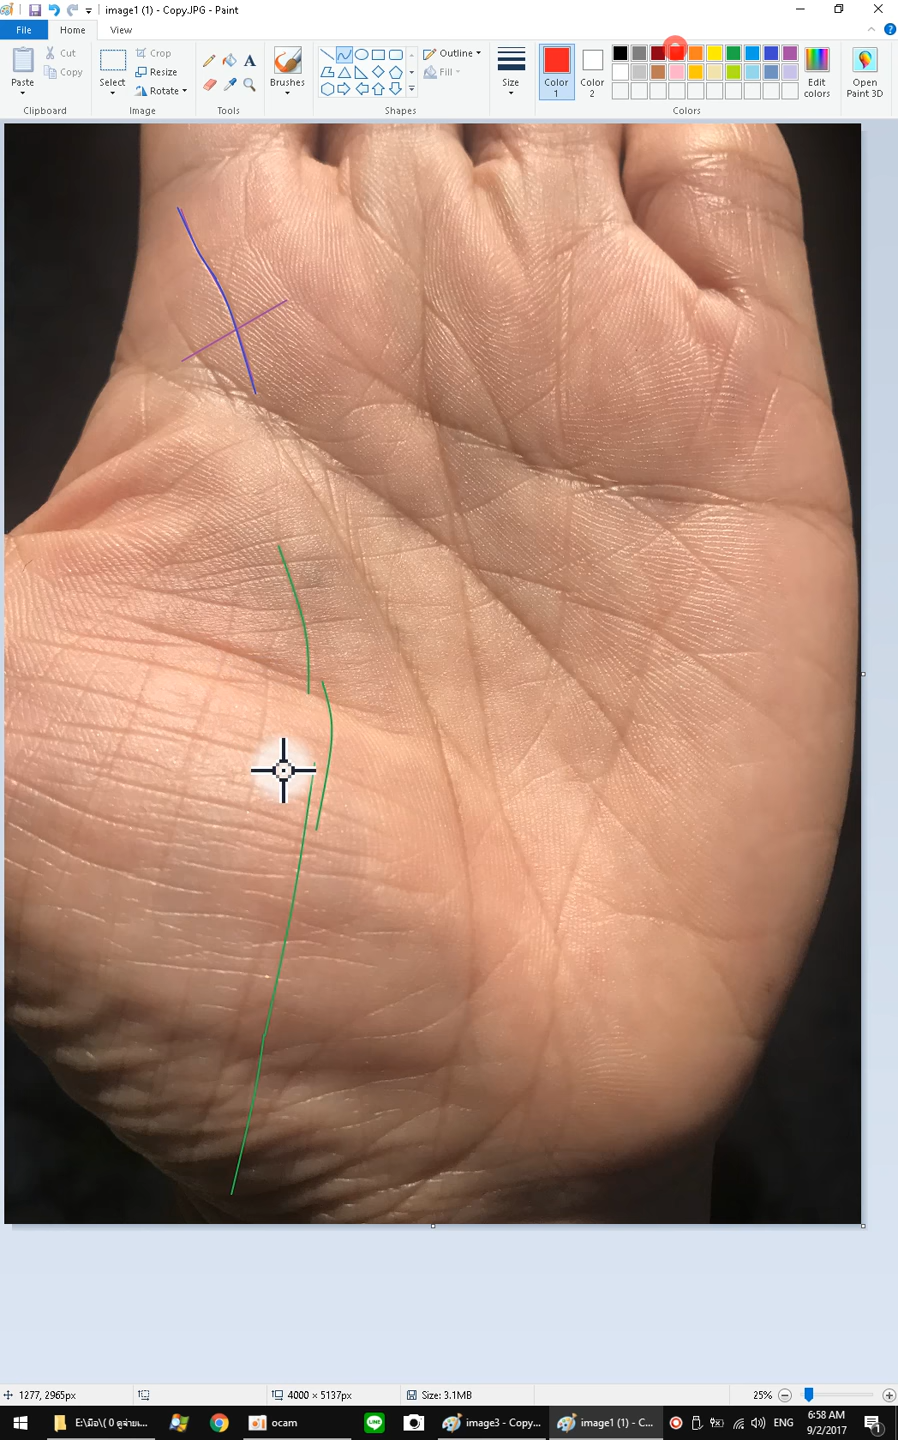 image1 (1) - Copy.JPG - Paint
File
Home
View
Paste
Cut
Copy
Clipboard
Select
Crop
Resize
Rotate
Image
A
Tools
Brushes
Shapes
Outline
Fill
Size
Color 1
Color 2
Colors
Edit colors
Open Paint 3D
1277, 2965px
4000 × 5137px
Size: 3.1MB
25%
ocam
LINE
image3 - Copy...
image1 (1) - C...
ENG
6:58 AM
9/2/2017
1